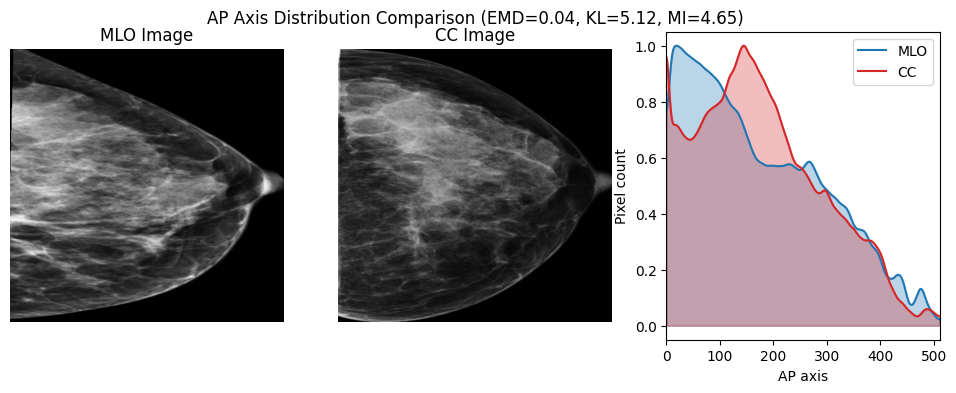 AP Axis Distribution Comparison (EMD=0.04, KL=5.12, MI=4.65)
MLO Image
CC Image
MLO
CC
1.0
0.8
0.6
0.4
0.2
0.0
Pixel count
0 100 200 300 400 500
AP axis